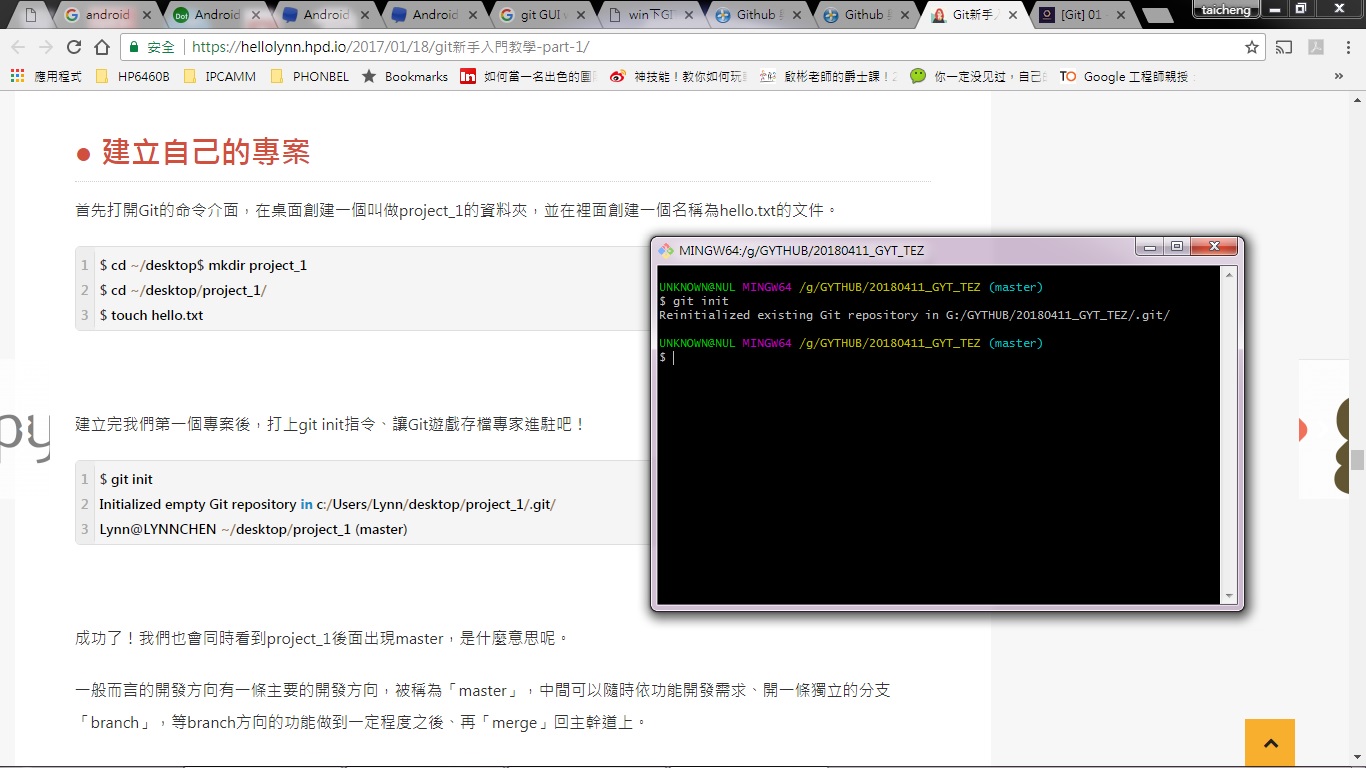 android
Android
Android
Android
git GUI
win下GI
Github
Github
Git新手入
[Git] 01 -
taicheng
安全 https://hellolynn.hpd.io/2017/01/18/git新手入門教學-part-1/
應用程式 HP6460B IPCAMM PHONBEL Bookmarks 如何當一名出色的 神技能！教你如何玩 啟彬老師的爵士課！ 你一定没见过，自己 Google 工程師親授 »
● 建立自己的專案
首先打開Git的命令介面，在桌面創建一個叫做project_1的資料夾，並在裡面創建一個名稱為hello.txt的文件。
1 $ cd ~/desktop$ mkdir project_1
2 $ cd ~/desktop/project_1/
3 $ touch hello.txt
MINGW64:/g/GYTHUB/20180411_GYT_TEZ
UNKNOWN@NUL MINGW64 /g/GYTHUB/20180411_GYT_TEZ (master)
$ git init
Reinitialized existing Git repository in G:/GYTHUB/20180411_GYT_TEZ/.git/
UNKNOWN@NUL MINGW64 /g/GYTHUB/20180411_GYT_TEZ (master)
$
py
建立完我們第一個專案後，打上git init指令、讓Git遊戲存檔專家進駐吧！
1 $ git init
2 Initialized empty Git repository in c:/Users/Lynn/desktop/project_1/.git/
3 Lynn@LYNNCHEN ~/desktop/project_1 (master)
成功了！我們也會同時看到project_1後面出現master，是什麼意思呢。
一般而言的開發方向有一條主要的開發方向，被稱為「master」，中間可以隨時依功能開發需求、開一條獨立的分支
「branch」，等branch方向的功能做到一定程度之後、再「merge」回主幹道上。